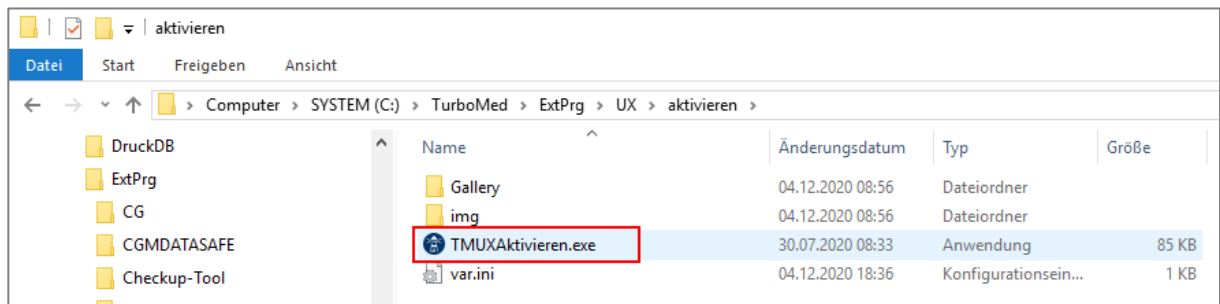 aktivieren
Datei Start Freigeben Ansicht
Computer > SYSTEM (C:) > TurboMed > ExtPrg > UX > aktivieren >
DruckDB
ExtPrg
CG
CGMDATASAFE
Checkup-Tool
Name Änderungsdatum Typ Größe
Gallery 04.12.2020 08:56 Dateiordner
img 04.12.2020 08:56 Dateiordner
TMUXAktivieren.exe 30.07.2020 08:33 Anwendung 85 KB
var.ini 04.12.2020 18:36 Konfigurationsein... 1 KB